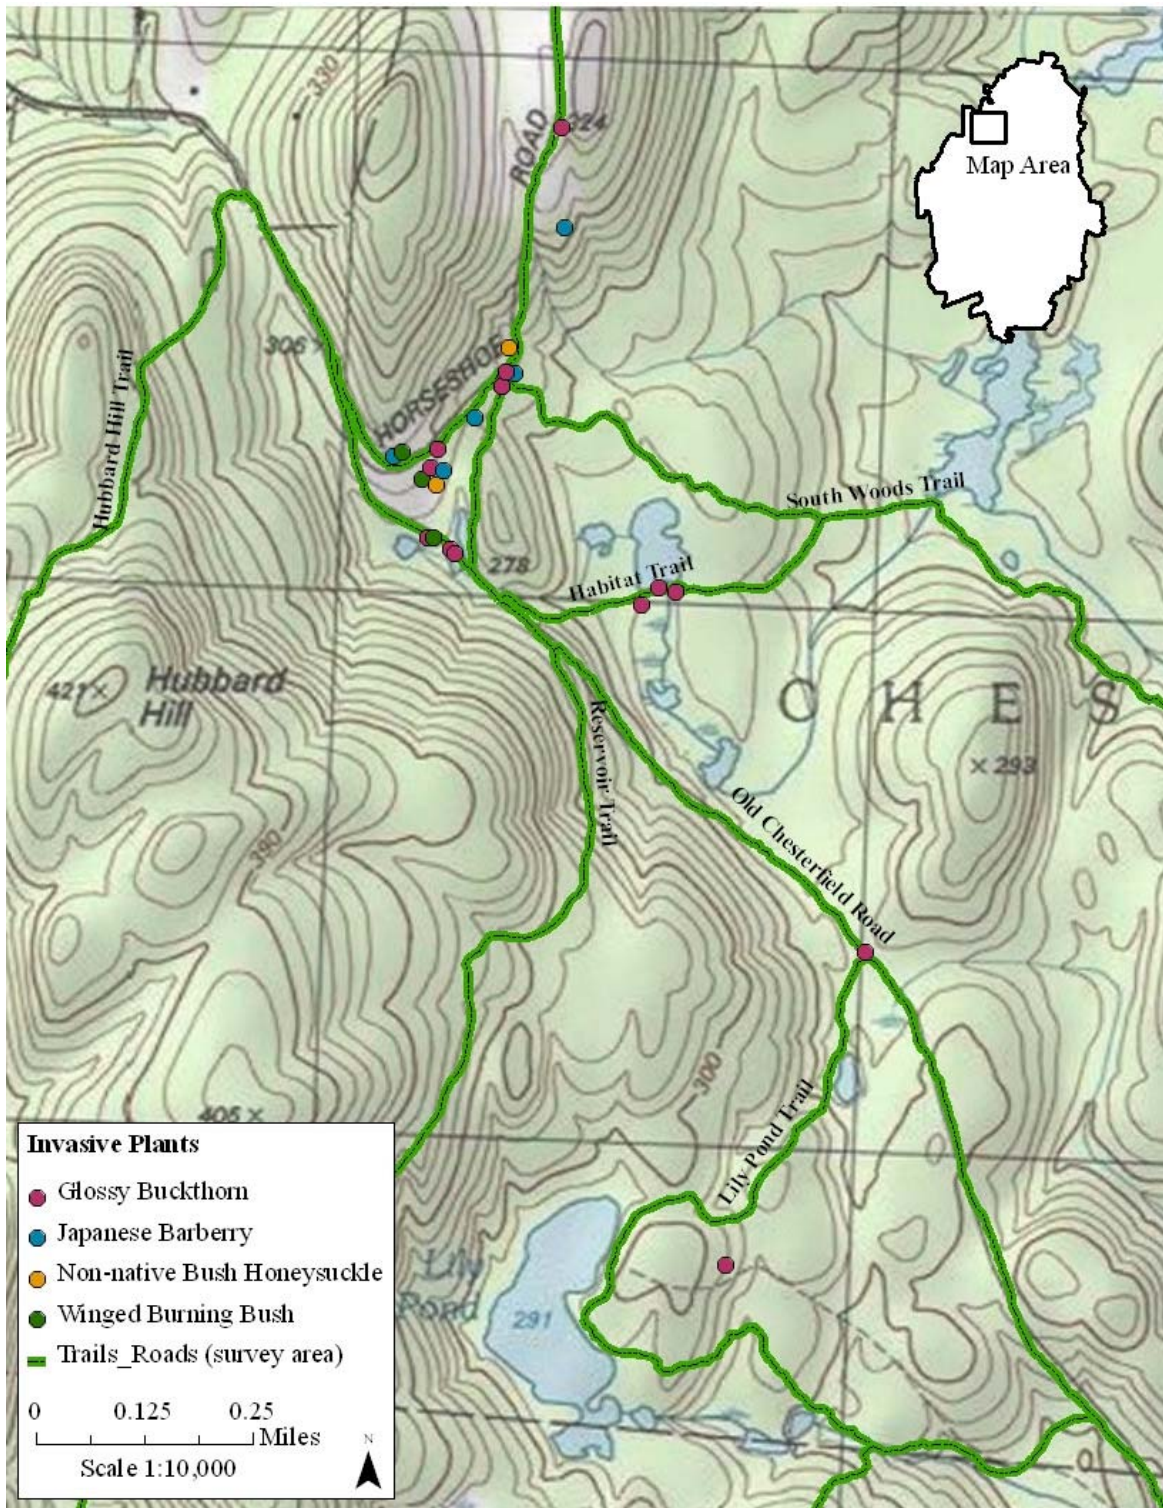 330
ROAD
324
Map Area
306
HORSESHOE
Hubbard Hill Trail
South Woods Trail
278
Habitat Trail
421
Hubbard
Hill
C H E S
Reservoir Trail
293
Old Chesterfield Road
390
300
405
Lily Pond Trail
Lily
Pond
291
Invasive Plants
Glossy Buckthorn
Japanese Barberry
Non-native Bush Honeysuckle
Winged Burning Bush
Trails_Roads (survey area)
0 0.125 0.25
Miles
Scale 1:10,000
N